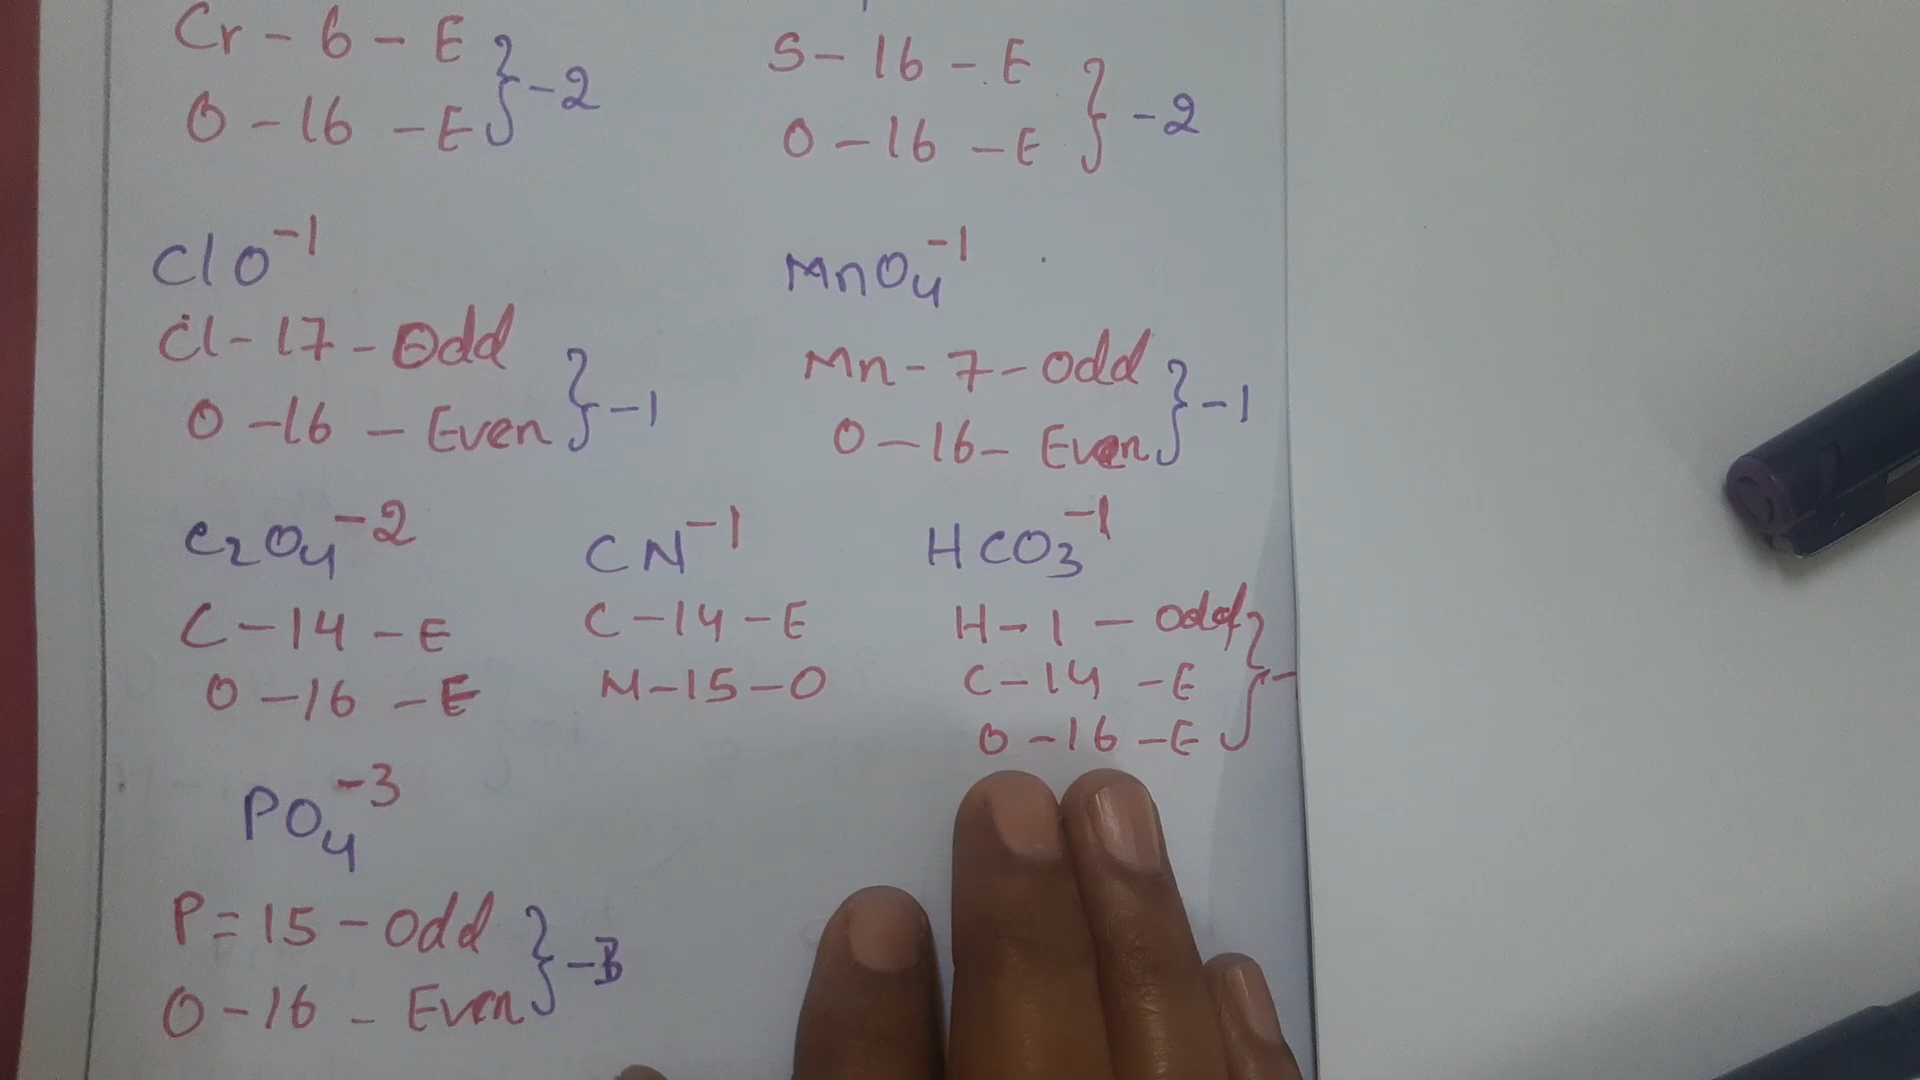 Cr - 6 - E } -2
O - 16 - E
S - 16 - E } -2
O - 16 - E
ClO-1
Cl - 17 - Odd } -1
O - 16 - Even
MnO4-1
Mn - 7 - odd } -1
O - 16 - Even
C2O4-2
C - 14 - E
O - 16 - E
CN-1
C - 14 - E
N - 15 - O
HCO3-1
H - 1 - odd } -
C - 14 - E
O - 16 - E
PO4-3
P = 15 - odd } -3
O - 16 - Even